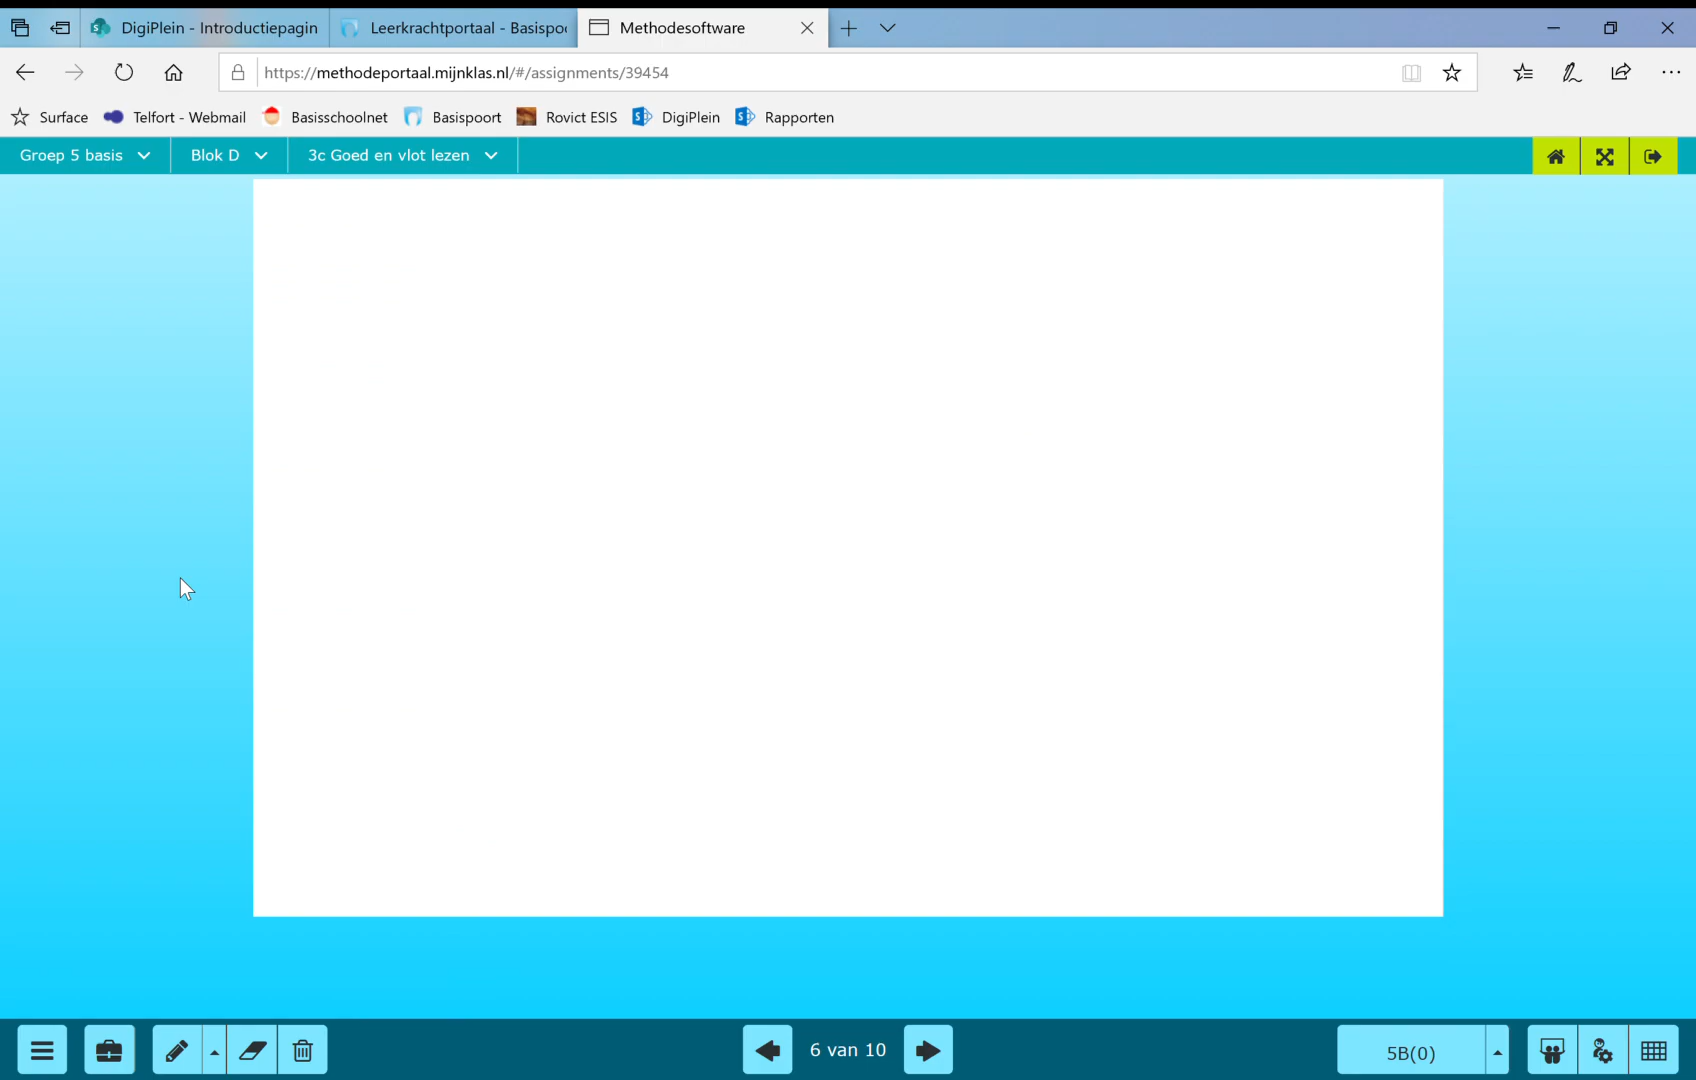 DigiPlein - Introductiepagin
Leerkrachtportaal - Basispo
Methodesoftware
https://methodeportaal.mijnklas.nl/#/assignments/39454
Surface
Telfort - Webmail
Basisschoolnet
Basispoort
Rovict ESIS
DigiPlein
Rapporten
Groep 5 basis
Blok D
3c Goed en vlot lezen
6 van 10
5B(0)